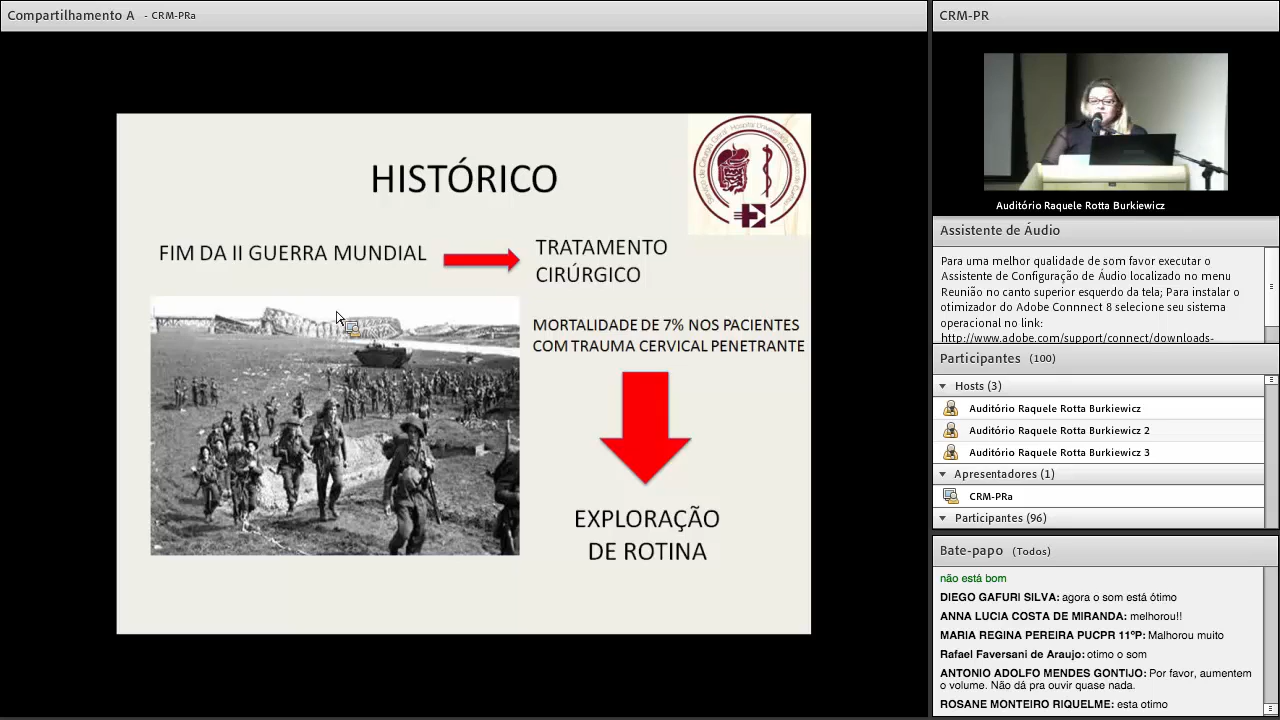 Compartilhamento A - CRM-PRa
HISTÓRICO
FIM DA II GUERRA MUNDIAL
TRATAMENTO
CIRÚRGICO
MORTALIDADE DE 7% NOS PACIENTES
COM TRAUMA CERVICAL PENETRANTE
EXPLORAÇÃO
DE ROTINA
CRM-PR
Auditório Raquele Rotta Burkiewicz
Assistente de Áudio
Para uma melhor qualidade de som favor executar o
Assistente de Configuração de Áudio localizado no menu
Reunião no canto superior esquerdo da tela; Para instalar o
otimizador do Adobe Connnect 8 selecione seu sistema
operacional no link:
http://www.adobe.com/support/connect/downloads-
Participantes (100)
Hosts (3)
Auditório Raquele Rotta Burkiewicz
Auditório Raquele Rotta Burkiewicz 2
Auditório Raquele Rotta Burkiewicz 3
Apresentadores (1)
CRM-PRa
Participantes (96)
Bate-papo (Todos)
não está bom
DIEGO GAFURI SILVA: agora o som está ótimo
ANNA LUCIA COSTA DE MIRANDA: melhorou!!
MARIA REGINA PEREIRA PUCPR 11ºP: Malhorou muito
Rafael Faversani de Araujo: otimo o som
ANTONIO ADOLFO MENDES GONTIJO: Por favor, aumentem
o volume. Não dá pra ouvir quase nada.
ROSANE MONTEIRO RIQUELME: esta otimo